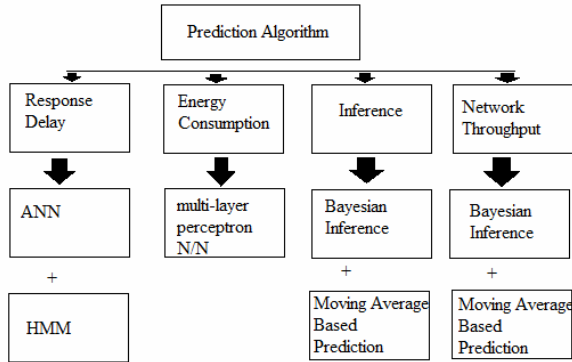 Prediction Algorithm
Response
Delay
Energy
Consumption
Inference
Network
Throughput
ANN
multi-layer
perceptron
N/N
Bayesian
Inference
Bayesian
Inference
+
+
+
HMM
Moving Average
Based
Prediction
Moving Average
Based
Prediction